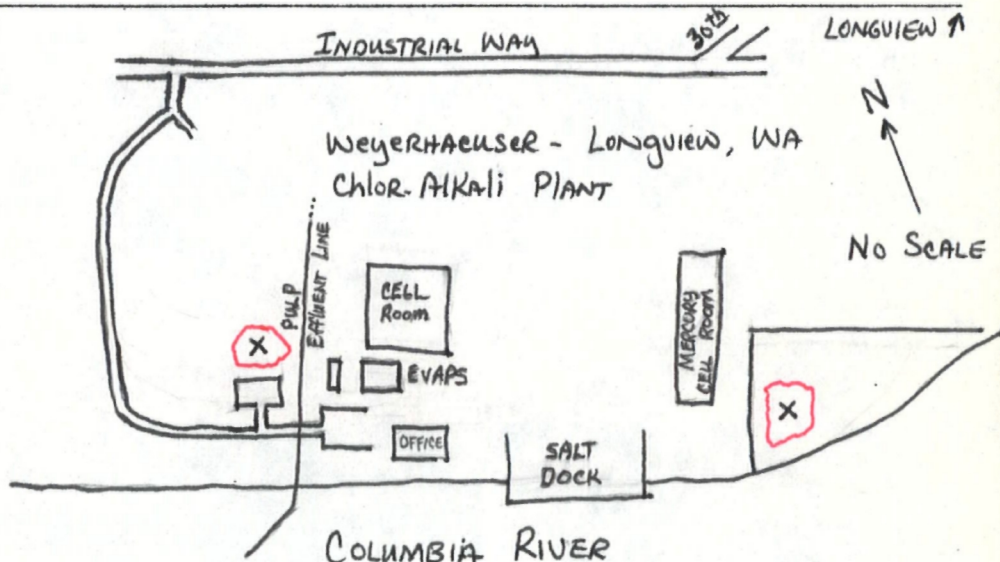 LONGVIEW
30th
INDUSTRIAL WAY
N
WEYERHAEUSER - LONGVIEW, WA
CHLOR-ALKALI PLANT
NO SCALE
PULP
EFFLUENT LINE
CELL
ROOM
MERCURY
CELL ROOM
X
EVAPS
X
OFFICE
SALT
DOCK
COLUMBIA RIVER